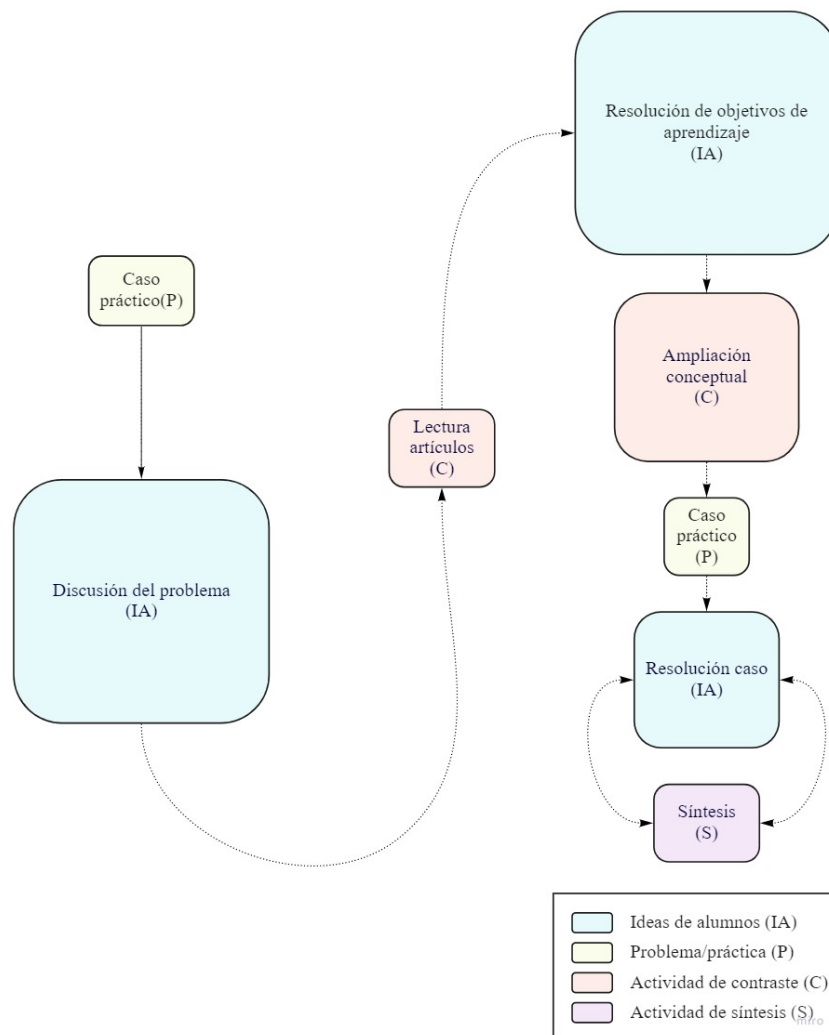 Caso
práctico(P)
Discusión del problema
(IA)
Lectura
artículos
(C)
Resolución de objetivos de
aprendizaje
(IA)
Ampliación
conceptual
(C)
Caso
práctico
(P)
Resolución caso
(IA)
Síntesis
(S)
Ideas de alumnos (IA)
Problema/práctica (P)
Actividad de contraste (C)
Actividad de síntesis (S)
miro